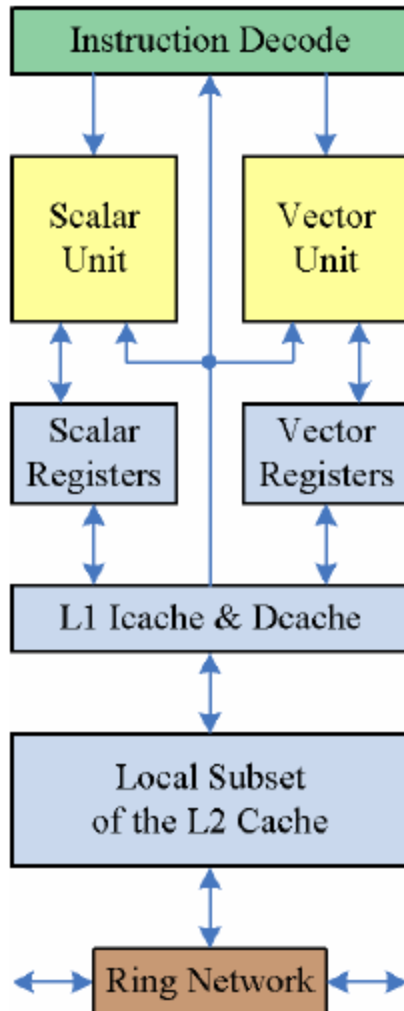 Instruction Decode
Scalar
Unit
Vector
Unit
Scalar
Registers
Vector
Registers
L1 Icache & Dcache
Local Subset
of the L2 Cache
Ring Network